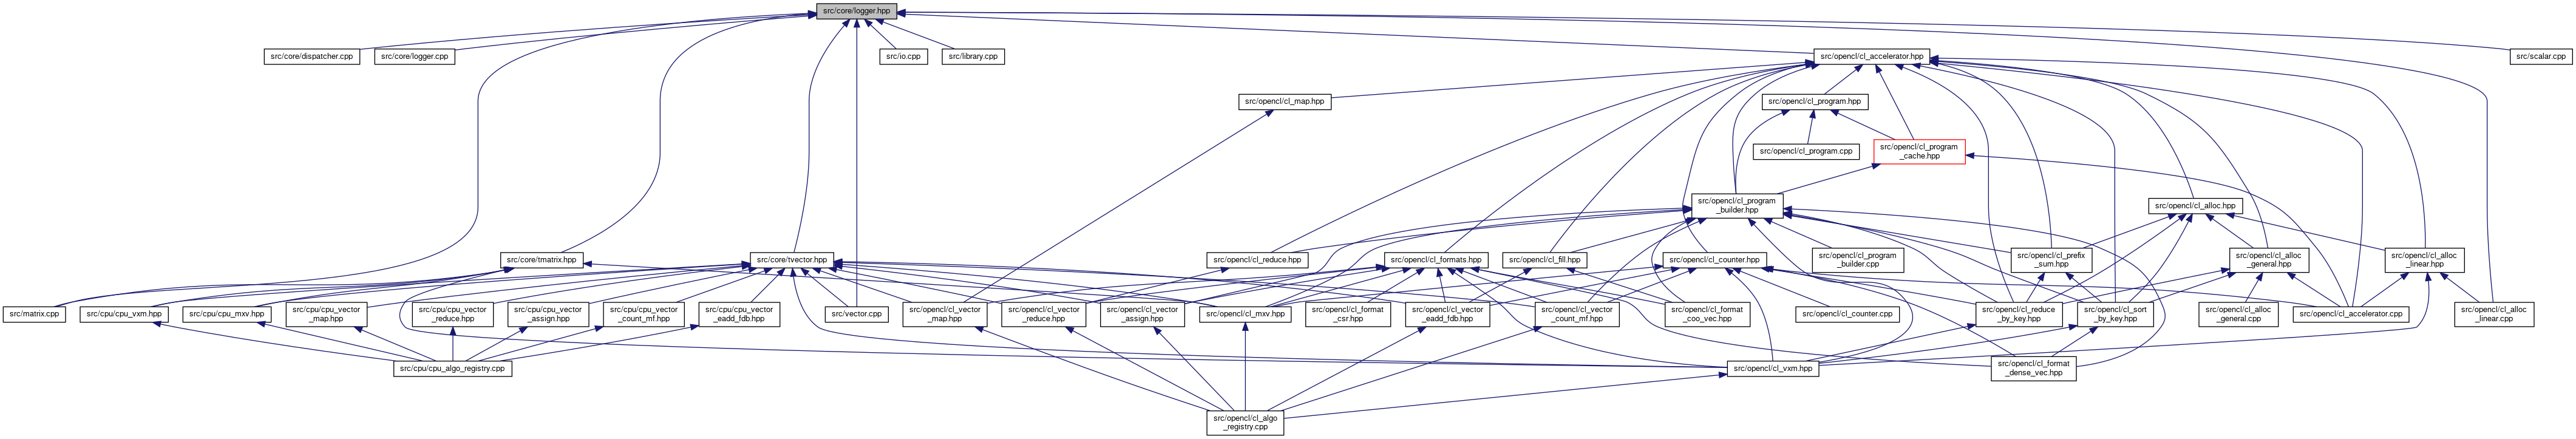 src/core/logger.hpp
src/core/dispatcher.cpp
src/core/logger.cpp
src/io.cpp
src/library.cpp
src/opencl/cl_accelerator.hpp
src/scalar.cpp
src/opencl/cl_map.hpp
src/opencl/cl_program.hpp
src/opencl/cl_program.cpp
src/opencl/cl_program
_cache.hpp
src/opencl/cl_program
_builder.hpp
src/opencl/cl_alloc.hpp
src/core/tmatrix.hpp
src/core/tvector.hpp
src/opencl/cl_reduce.hpp
src/opencl/cl_formats.hpp
src/opencl/cl_fill.hpp
src/opencl/cl_counter.hpp
src/opencl/cl_program
_builder.cpp
src/opencl/cl_prefix
_sum.hpp
src/opencl/cl_alloc
_general.hpp
src/opencl/cl_alloc
_linear.hpp
src/matrix.cpp
src/cpu/cpu_vxm.hpp
src/cpu/cpu_mxv.hpp
src/cpu/cpu_vector
_map.hpp
src/cpu/cpu_vector
_reduce.hpp
src/cpu/cpu_vector
_assign.hpp
src/cpu/cpu_vector
_count_mf.hpp
src/cpu/cpu_vector
_eadd_fdb.hpp
src/vector.cpp
src/opencl/cl_vector
_map.hpp
src/opencl/cl_vector
_reduce.hpp
src/opencl/cl_vector
_assign.hpp
src/opencl/cl_mxv.hpp
src/opencl/cl_format
_csr.hpp
src/opencl/cl_vector
_eadd_fdb.hpp
src/opencl/cl_vector
_count_mf.hpp
src/opencl/cl_format
_coo_vec.hpp
src/opencl/cl_counter.cpp
src/opencl/cl_reduce
_by_key.hpp
src/opencl/cl_sort
_by_key.hpp
src/opencl/cl_alloc
_general.cpp
src/opencl/cl_accelerator.cpp
src/opencl/cl_alloc
_linear.cpp
src/cpu/cpu_algo_registry.cpp
src/opencl/cl_vxm.hpp
src/opencl/cl_format
_dense_vec.hpp
src/opencl/cl_algo
_registry.cpp